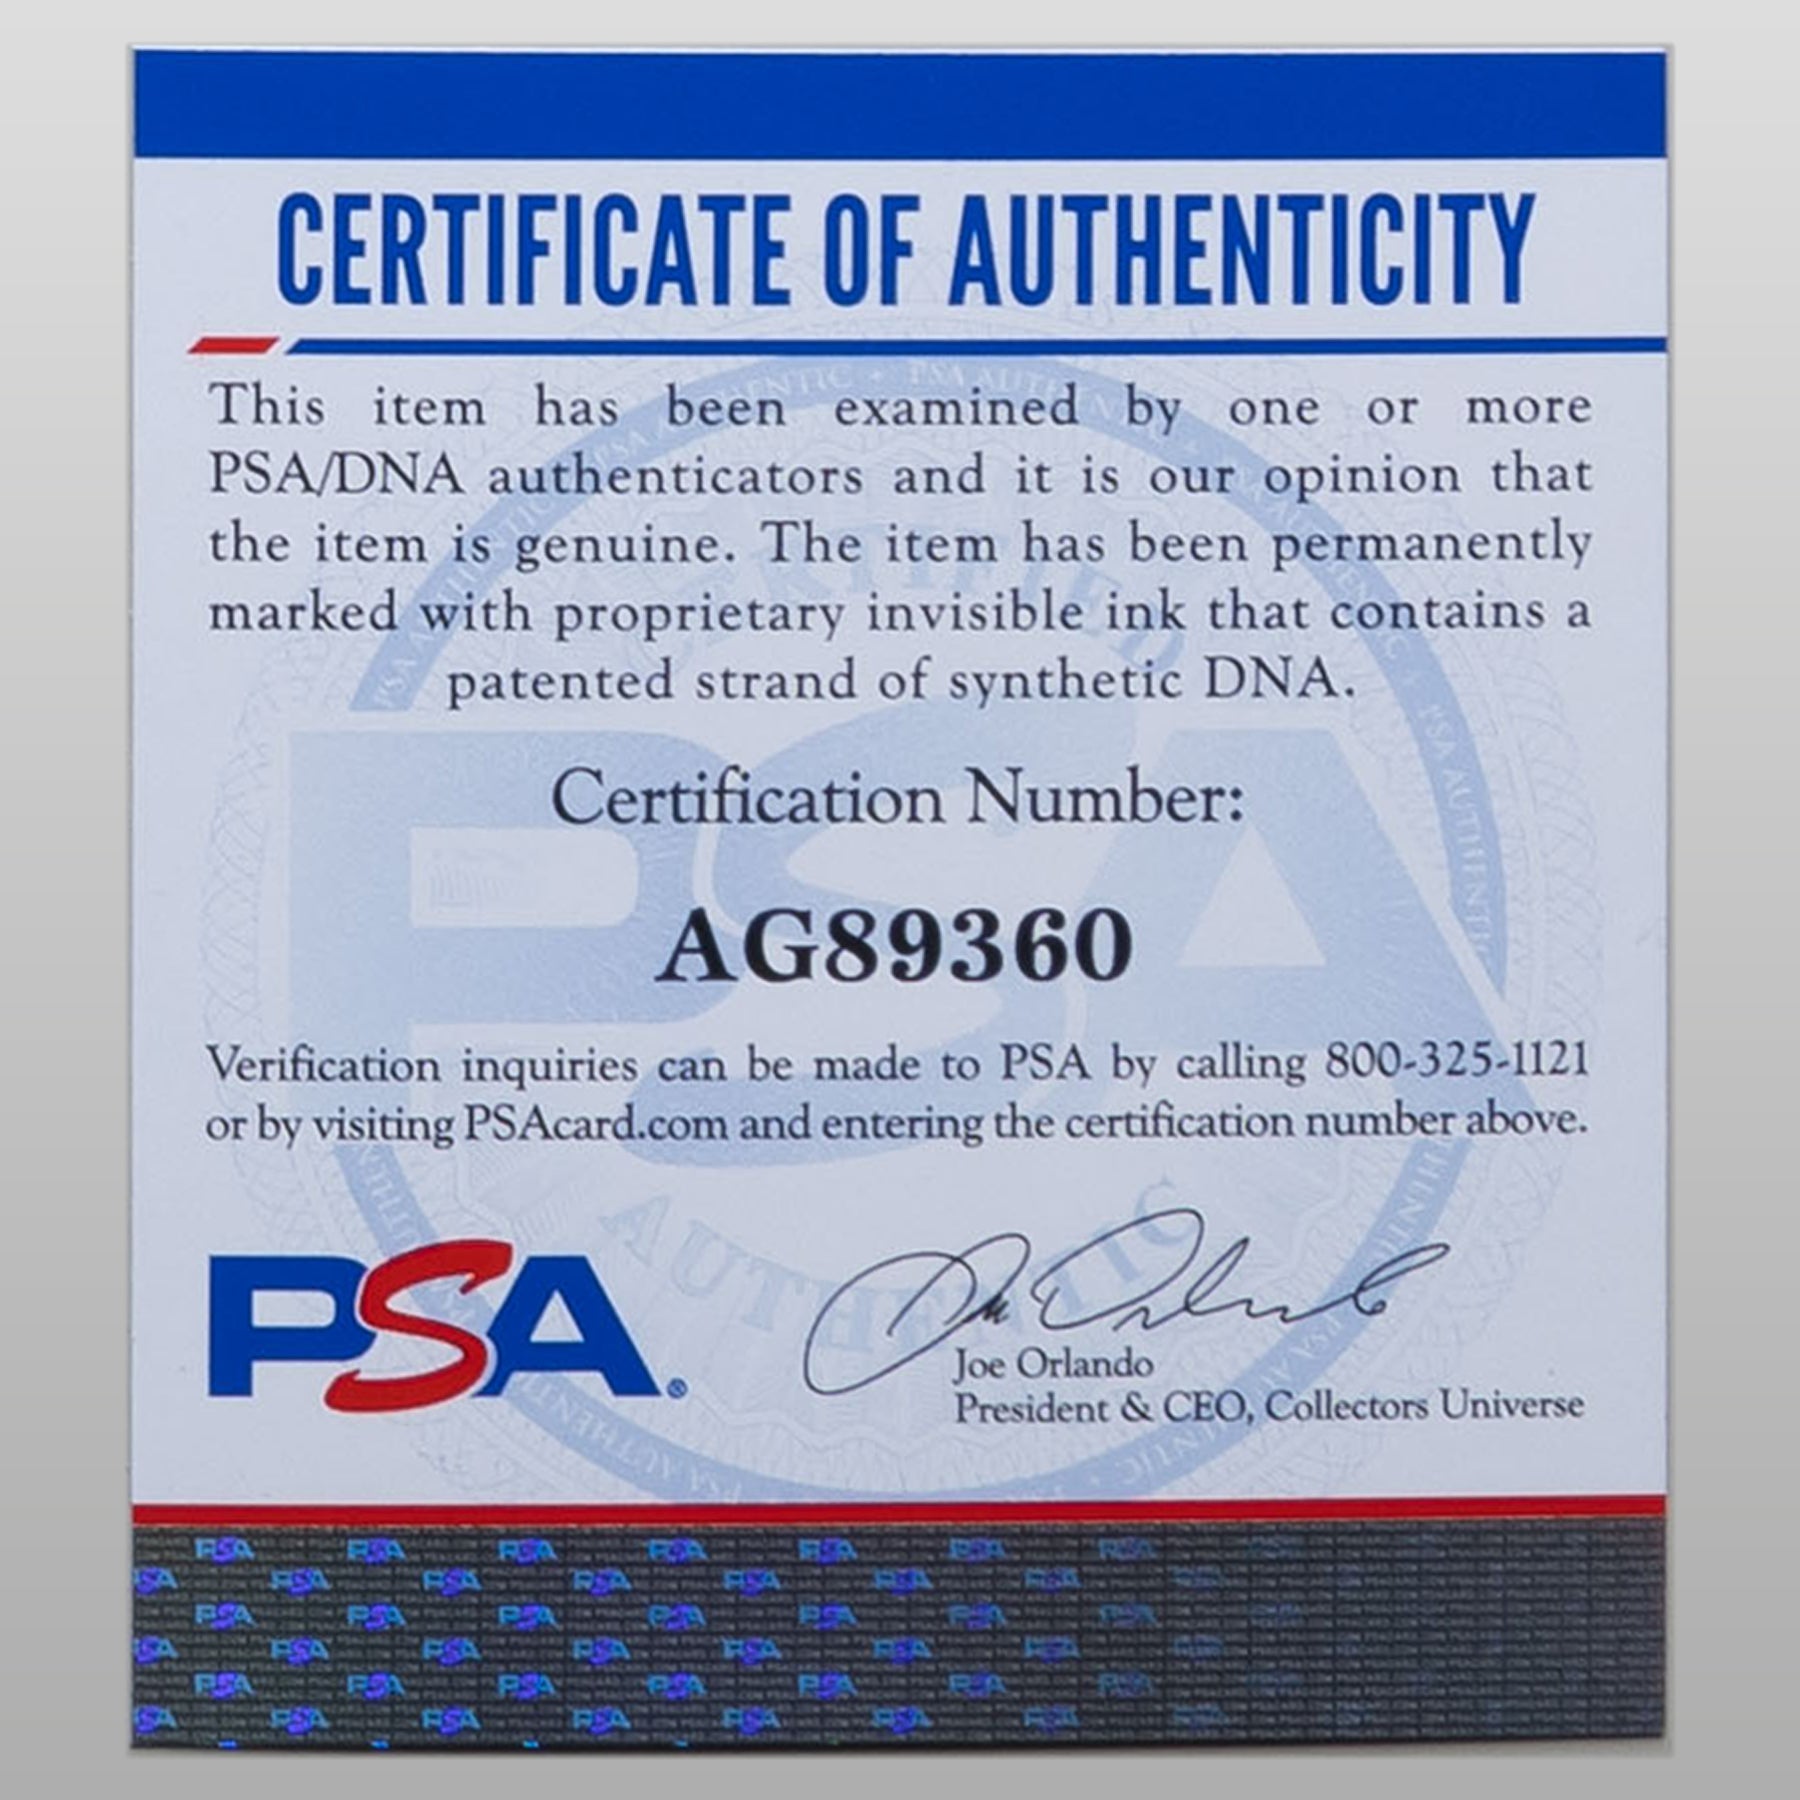 CERTIFICATE OF AUTHENTICITY
This item has been examined by one or more
PSA/DNA authenticators and it is our opinion that
the item is genuine. The item has been permanently
marked with proprietary invisible ink that contains a
patented strand of synthetic DNA.
Certification Number:
AG89360
Verification inquiries can be made to PSA by calling 800-325-1121
or by visiting PSAcard.com and entering the certification number above.
PSA®
Joe Orlando
President & CEO, Collectors Universe
CERTIFIED
PSA
AUTHENTIC